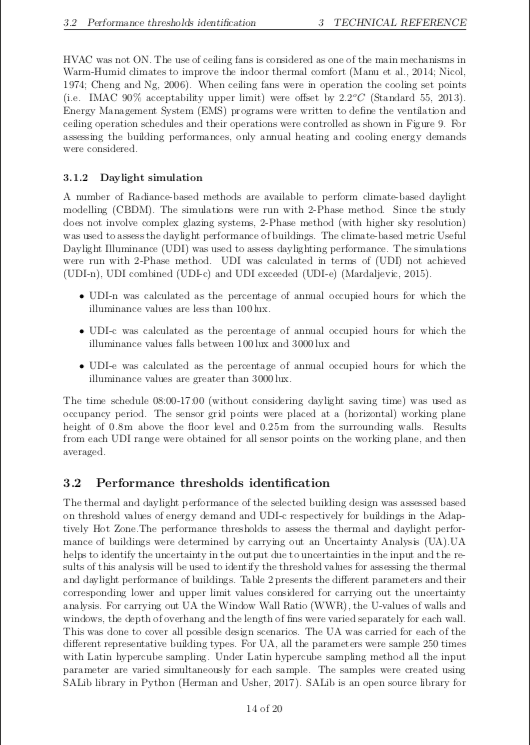 3.2 Performance thresholds identification 3 TECHNICAL REFERENCE
HVAC was not ON. The use of ceiling fans is considered as one of the main mechanisms in
Warm-Humid climates to improve the indoor thermal comfort (Manu et al., 2014; Nicol,
1974; Cheng and Ng, 2006). When ceiling fans were in operation the cooling set points
(i.e. IMAC 90% acceptability upper limit) were offset by 2.2°C (Standard 55, 2013).
Energy Management System (EMS) programs were written to define the ventilation and
ceiling operation schedules and their operations were controlled as shown in Figure 9. For
assessing the building performances, only annual heating and cooling energy demands
were considered.
3.1.2 Daylight simulation
A number of Radiance-based methods are available to perform climate-based daylight
modelling (CBDM). The simulations were run with 2-Phase method. Since the study
does not involve complex glazing systems, 2-Phase method (with higher sky resolution)
was used to assess the daylight performance of buildings. The climate-based metric Useful
Daylight Illuminance (UDI) was used to assess daylighting performance. The simulations
were run with 2-Phase method. UDI was calculated in terms of (UDI) not achieved
(UDI-n), UDI combined (UDI-c) and UDI exceeded (UDI-e) (Mardaljevic, 2015).
• UDI-n was calculated as the percentage of annual occupied hours for which the
illuminance values are less than 100 lux.
• UDI-c was calculated as the percentage of annual occupied hours for which the
illuminance values falls between 100 lux and 3000 lux and
• UDI-e was calculated as the percentage of annual occupied hours for which the
illuminance values are greater than 3000 lux.
The time schedule 08:00-17:00 (without considering daylight saving time) was used as
occupancy period. The sensor grid points were placed at a (horizontal) working plane
height of 0.8m above the floor level and 0.25m from the surrounding walls. Results
from each UDI range were obtained for all sensor points on the working plane, and then
averaged.
3.2 Performance thresholds identification
The thermal and daylight performance of the selected building design was assessed based
on threshold values of energy demand and UDI-c respectively for buildings in the Adap-
tively Hot Zone.The performance thresholds to assess the thermal and daylight perfor-
mance of buildings were determined by carrying out an Uncertainty Analysis (UA).UA
helps to identify the uncertainty in the output due to uncertainties in the input and the re-
sults of this analysis will be used to identify the threshold values for assessing the thermal
and daylight performance of buildings. Table 2 presents the different parameters and their
corresponding lower and upper limit values considered for carrying out the uncertainty
analysis. For carrying out UA the Window Wall Ratio (WWR), the U-values of walls and
windows, the depth of overhang and the length of fins were varied separately for each wall.
This was done to cover all possible design scenarios. The UA was carried for each of the
different representative building types. For UA, all the parameters were sample 250 times
with Latin hypercube sampling. Under Latin hypercube sampling method all the input
parameter are varied simultaneously for each sample. The samples were created using
SALib library in Python (Herman and Usher, 2017). SALib is an open source library for
14 of 20